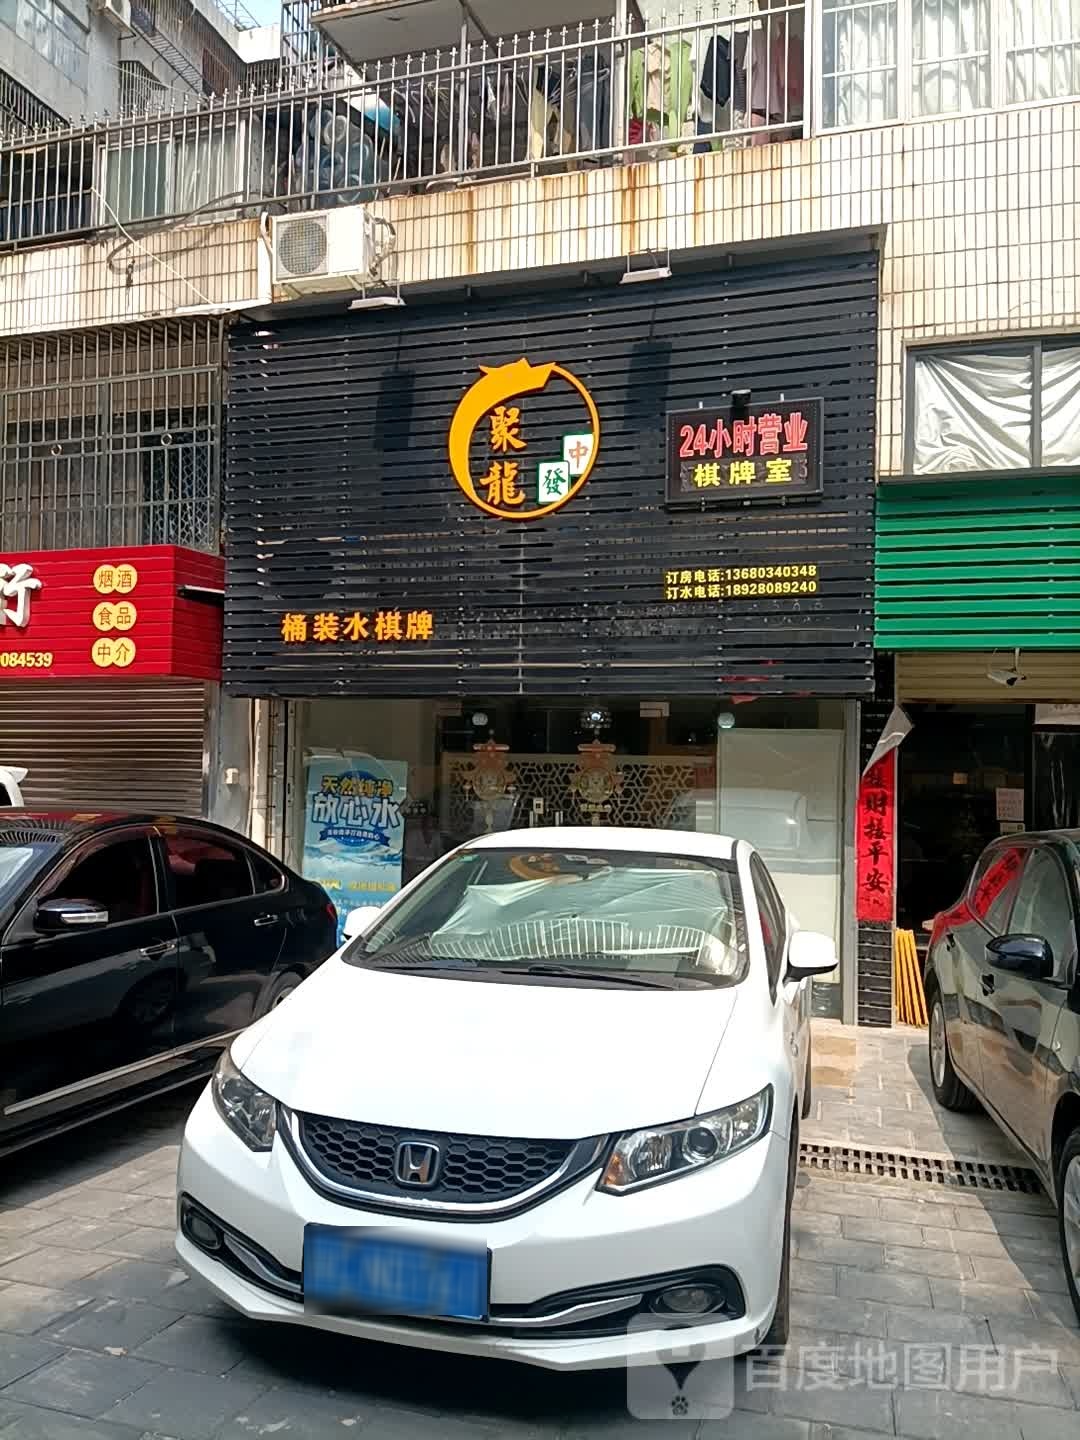 聚龍
中
發
24小时营业
棋牌室
订房电话:13680340348
订水电话:18928089240
桶装水棋牌
行
烟酒
食品
中介
084539
天然纯净
放心水
财接平安
百度地图用户